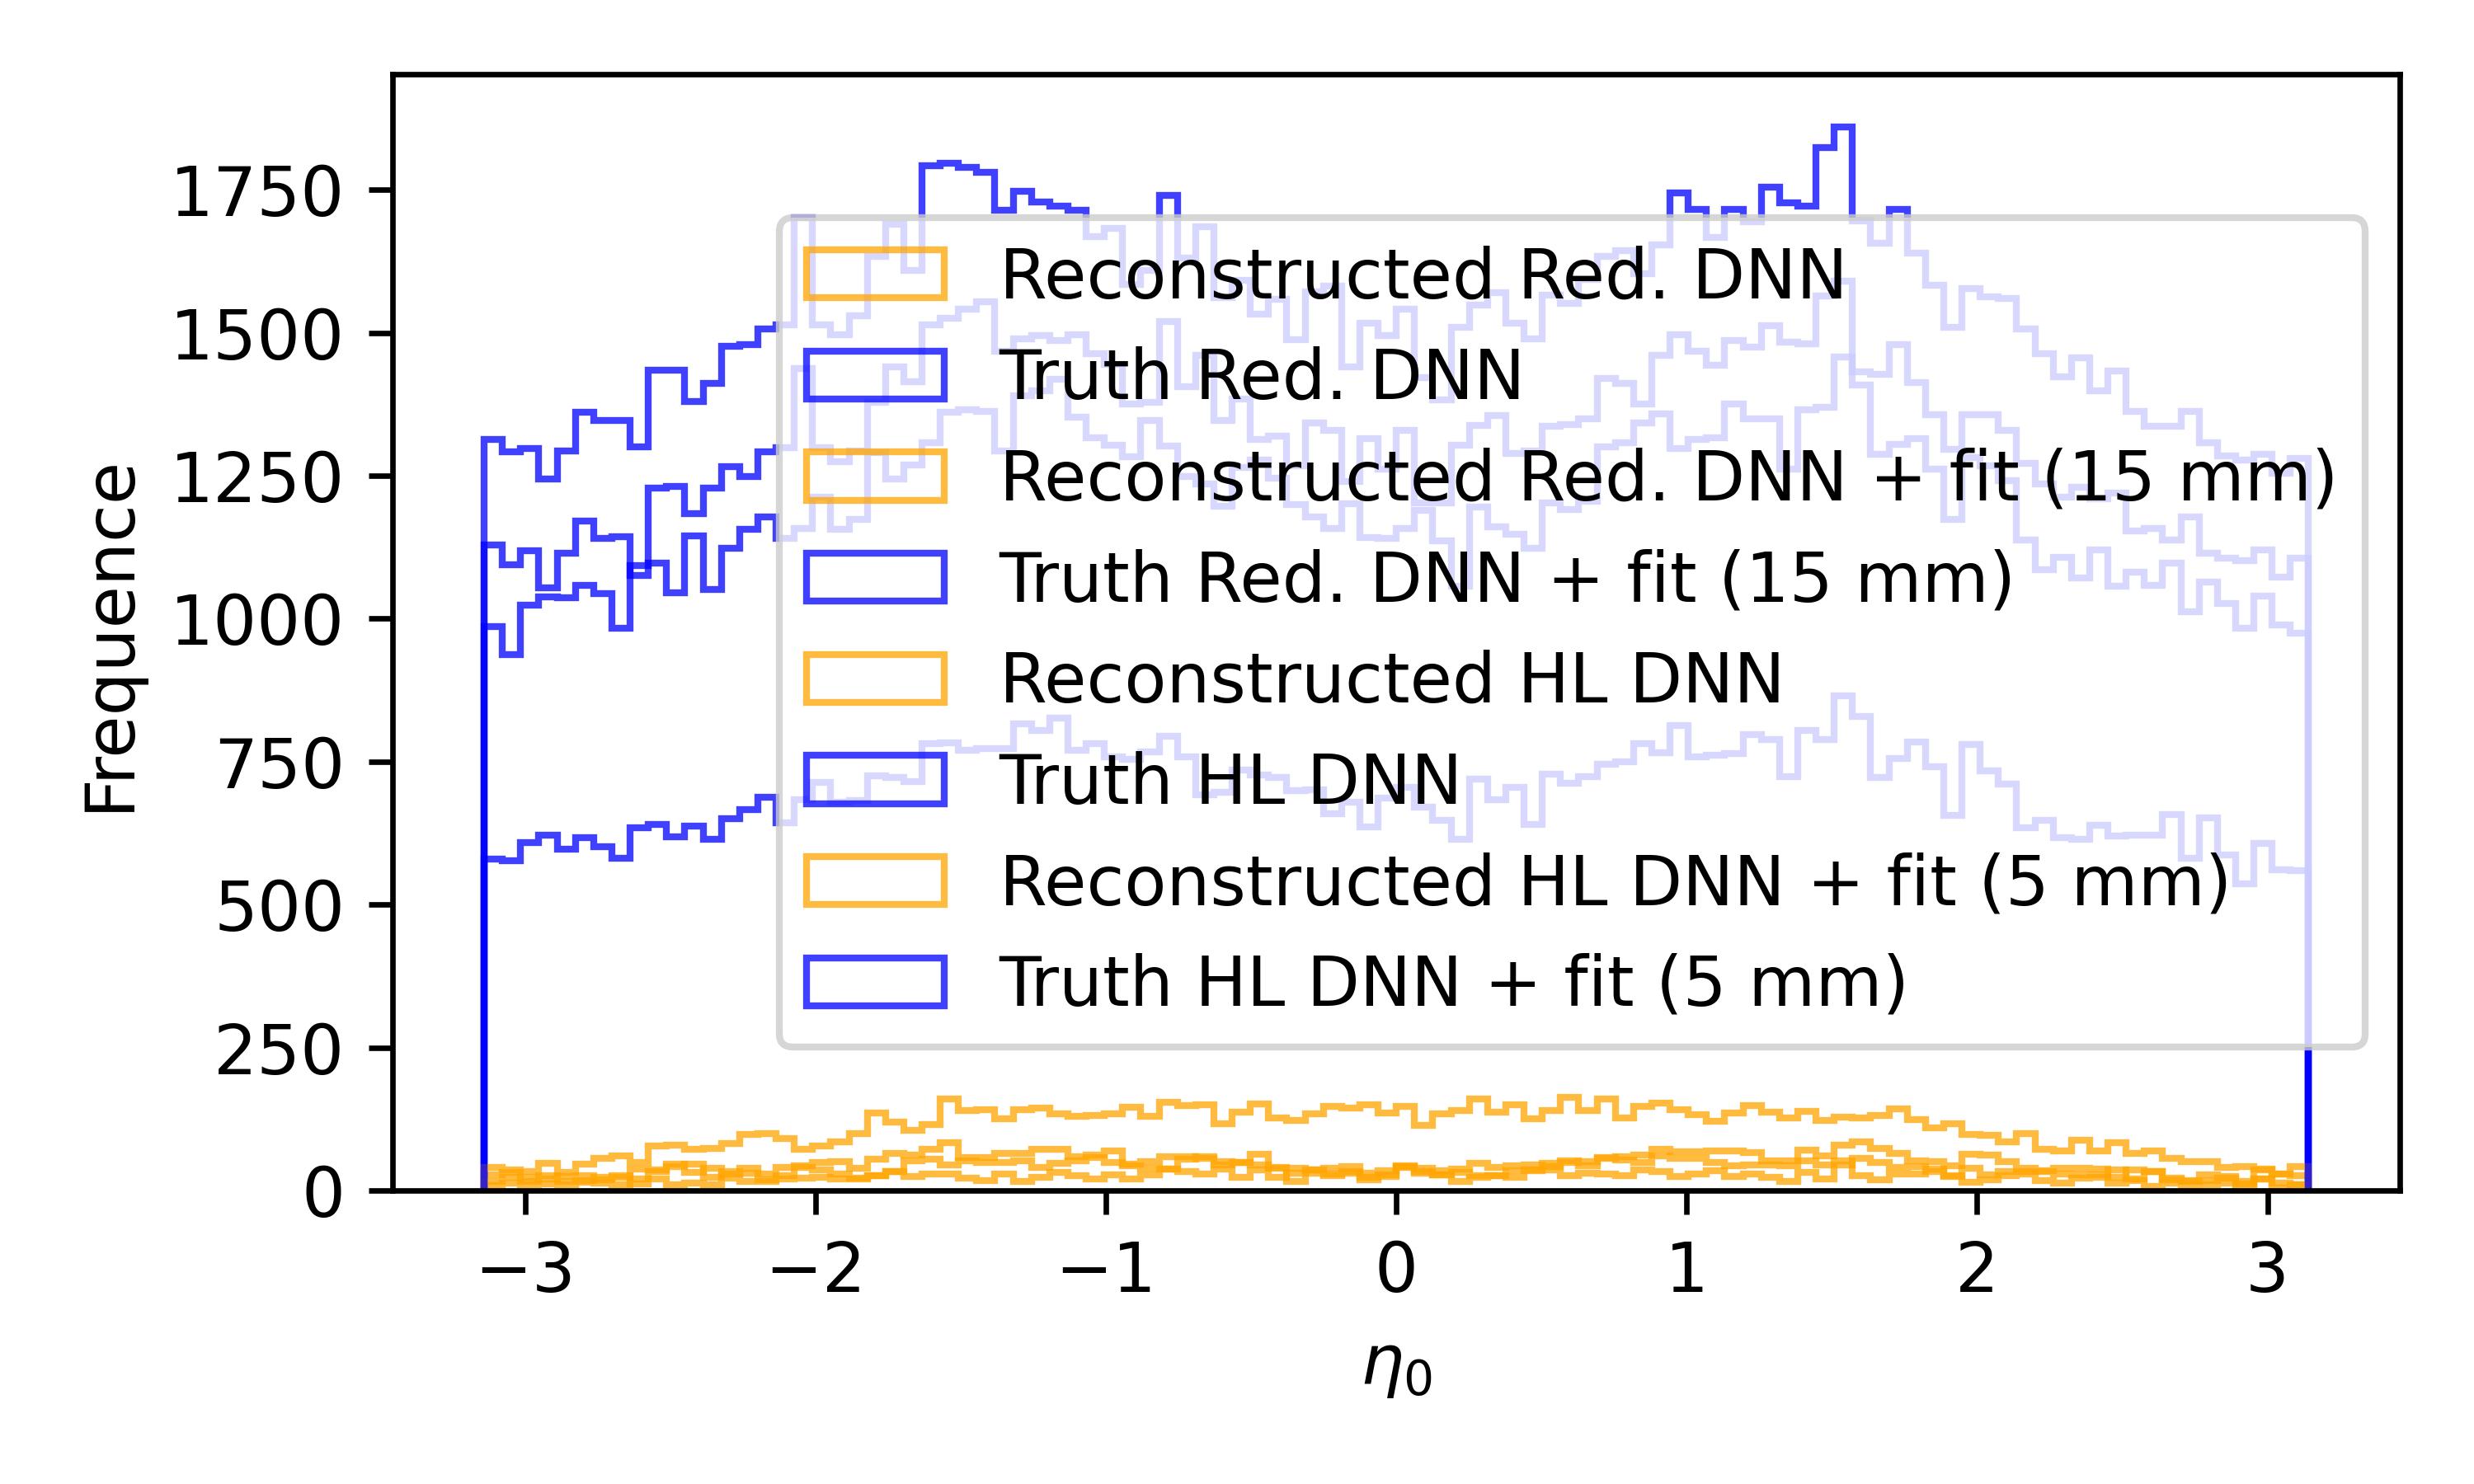 Frequence
1750
1500
1250
1000
750
500
250
0
Reconstructed Red. DNN
Truth Red. DNN
Reconstructed Red. DNN + fit (15 mm)
Truth Red. DNN + fit (15 mm)
Reconstructed HL DNN
Truth HL DNN
Reconstructed HL DNN + fit (5 mm)
Truth HL DNN + fit (5 mm)
−3 −2 −1 0 1 2 3
η₀